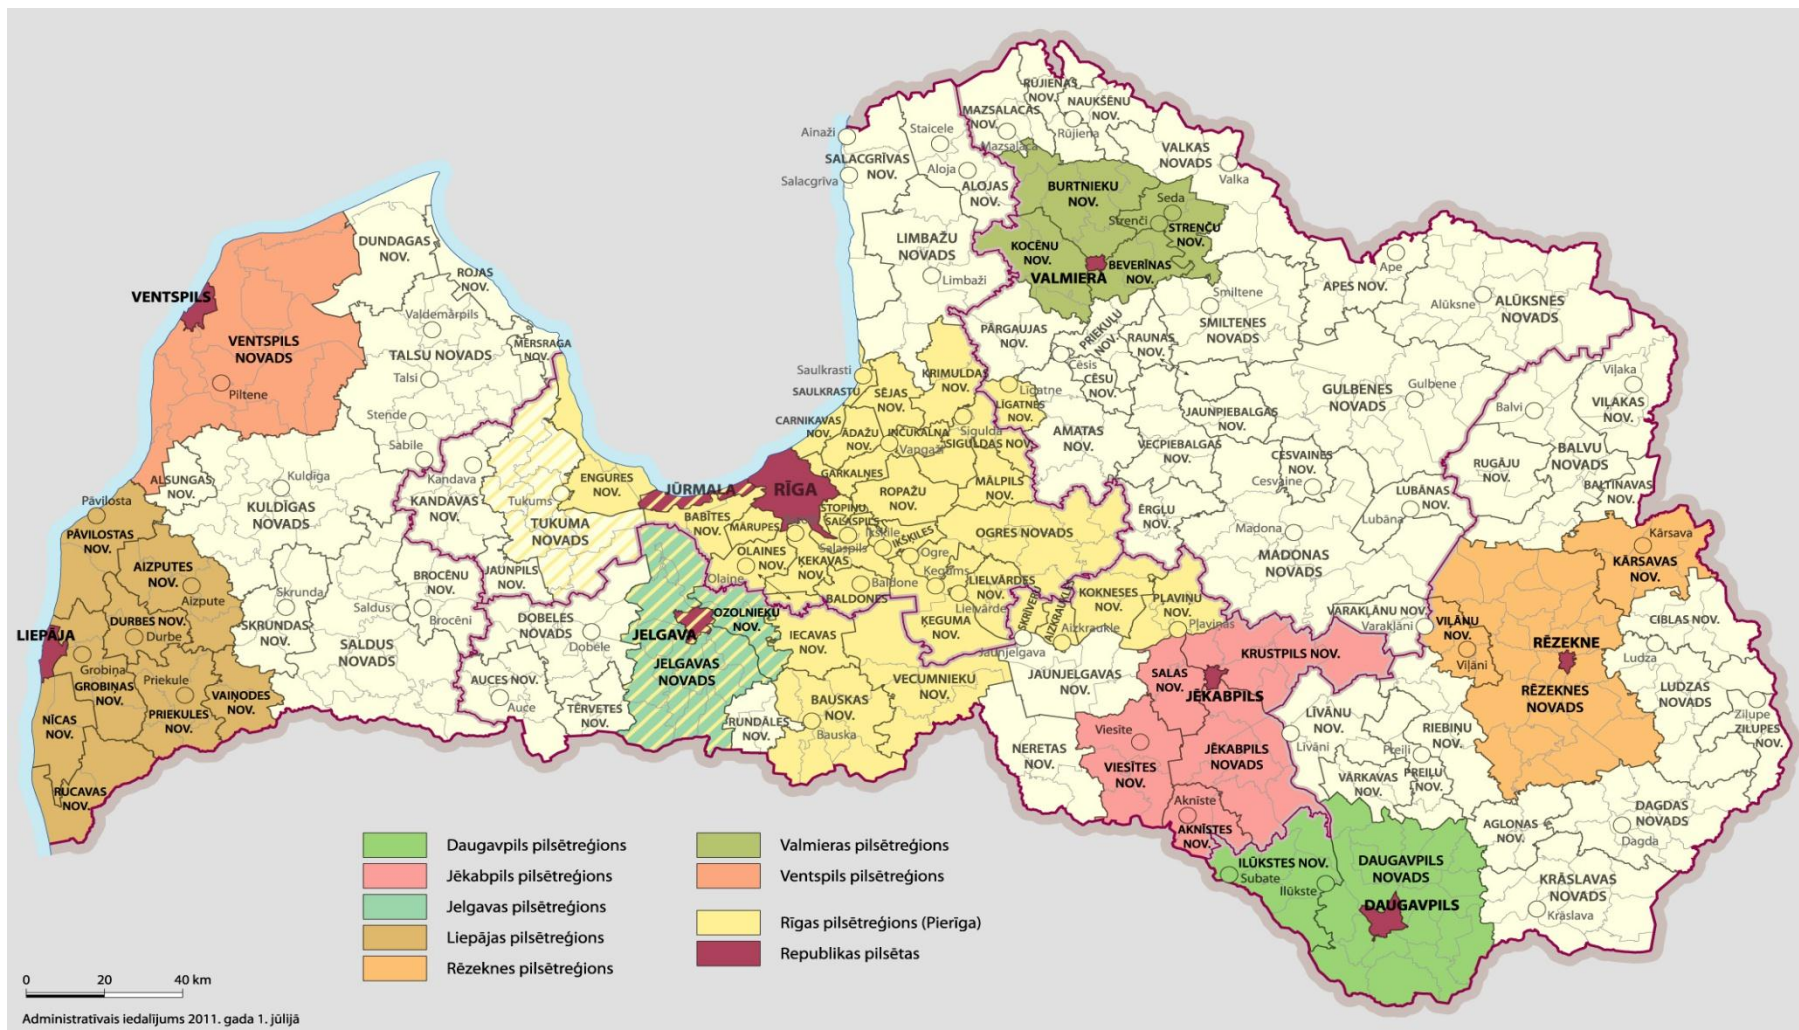 Ainaži
Staicele
SALACGRĪVAS
NOV.
Aloja
Salacgrīva
ALOJAS
NOV.
LIMBAŽU
NOVADS
Limbaži
RŪJIENAS
NOV.
NAUKŠĒNU
NOV.
MAZSALACAS
NOV.
Mazsalaca
Rūjiena
VALKAS
NOVADS
Valka
BURTNIEKU
NOV.
Seda
Strenči
STRENČU
NOV.
KOCĒNU
NOV.
VALMIERA
BEVERĪNAS
NOV.
Smiltene
SMILTENES
NOVADS
Ape
APES NOV.
Alūksne
ALŪKSNES
NOVADS
PĀRGAUJAS
NOV.
PRIEKUĻU
NOV.
RAUNAS
NOV.
Cēsis
CĒSU
NOV.
Līgatne
LĪGATNES
NOV.
AMATAS
NOV.
JAUNPIEBALGAS
NOV.
VECPIEBALGAS
NOV.
GULBENES
NOVADS
Gulbene
CESVAINES
NOV.
Cesvaine
LUBĀNAS
NOV.
Lubāna
ĒRGĻU
NOV.
Madona
MADONAS
NOVADS
VARAKĻĀNU NOV.
Varakļāni
Viļaka
VIĻAKAS
NOV.
Balvi
BALVU
NOVADS
RUGĀJU
NOV.
BALTINAVAS
NOV.
Kārsava
KĀRSAVAS
NOV.
CIBLAS NOV.
VIĻĀNU
NOV.
Viļāni
RĒZEKNE
RĒZEKNES
NOVADS
Ludza
LUDZAS
NOVADS
Zilupe
ZILUPES
NOV.
VENTSPILS
VENTSPILS
NOVADS
Piltene
DUNDAGAS
NOV.
ROJAS
NOV.
Valdemārpils
TALSU NOVADS
MĒRSRAGA
NOV.
Talsi
Stende
Sabile
ALSUNGAS
NOV.
Kuldīga
KULDĪGAS
NOVADS
Kandava
KANDAVAS
NOV.
Tukums
TUKUMA
NOVADS
ENGURES
NOV.
JAUNPILS
NOV.
Pāvilosta
PĀVILOSTAS
NOV.
AIZPUTES
NOV.
Aizpute
DURBES NOV.
Durbe
LIEPĀJA
Grobiņa
GROBIŅAS
NOV.
Priekule
PRIEKULES
NOV.
VAIŅODES
NOV.
NĪCAS
NOV.
RUCAVAS
NOV.
Skrunda
SKRUNDAS
NOV.
Saldus
BROCĒNU
NOV.
Brocēni
SALDUS
NOVADS
DOBELES
NOVADS
Dobele
AUCES NOV.
Auce
TĒRVETES
NOV.
JELGAVA
OZOLNIEKU
NOV.
JELGAVAS
NOVADS
RUNDĀLES
NOV.
IECAVAS
NOV.
BAUSKAS
NOV.
Bauska
VECUMNIEKU
NOV.
Saulkrasti
SAULKRASTU
SĒJAS
NOV.
KRIMULDAS
NOV.
CARNIKAVAS
NOV.
ĀDAŽU
NOV.
INČUKALNA
NOV.
Sigulda
SIGULDAS NOV.
Vangaži
GARKALNES
JŪRMALA
RĪGA
ROPAŽU
NOV.
MĀLPILS
NOV.
STOPIŅU
SALASPILS
Salaspils
BABĪTES
NOV.
MĀRUPES
OLAINES
NOV.
Olaine
ĶEKAVAS
NOV.
Baldone
BALDONES
Ikšķile
IKŠĶILES
Ogre
OGRES NOVADS
Ķegums
ĶEGUMA
NOV.
LIELVĀRDES
NOV.
Lielvārde
SKRĪVERU
AIZKRAUKLES
Aizkraukle
KOKNESES
NOV.
PĻAVIŅU
NOV.
Pļaviņas
Jaunjelgava
JAUNJELGAVAS
NOV.
NERETAS
NOV.
SALAS
NOV.
KRUSTPILS NOV.
JĒKABPILS
JĒKABPILS
NOVADS
Viesīte
VIESĪTES
NOV.
Aknīste
AKNĪSTES
NOV.
LĪVĀNU
NOV.
Līvāni
RIEBIŅU
NOV.
Preiļi
PREIĻU
NOV.
VĀRKAVAS
NOV.
AGLONAS
NOV.
DAGDAS
NOVADS
Dagda
KRĀSLAVAS
NOVADS
Krāslava
ILŪKSTES NOV.
Subate
Ilūkste
DAUGAVPILS
NOVADS
DAUGAVPILS
Daugavpils pilsētreģions
Jēkabpils pilsētreģions
Jelgavas pilsētreģions
Liepājas pilsētreģions
Rēzeknes pilsētreģions
Valmieras pilsētreģions
Ventspils pilsētreģions
Rīgas pilsētreģions (Pierīga)
Republikas pilsētas
0 20 40 km
Administratīvais iedalījums 2011. gada 1. jūlijā